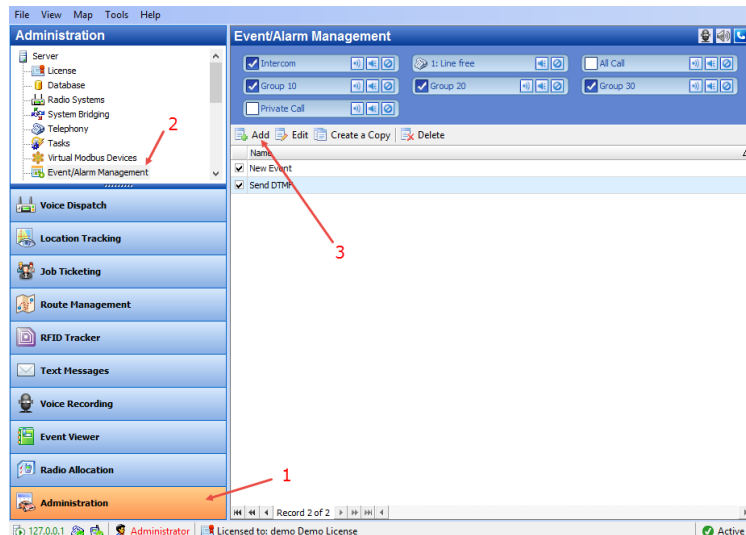 File View Map Tools Help
Administration
Server
License
Database
Radio Systems
System Bridging
Telephony
Tasks
Virtual Modbus Devices
Event/Alarm Management
2
Voice Dispatch
Location Tracking
Job Ticketing
Route Management
RFID Tracker
Text Messages
Voice Recording
Event Viewer
Radio Allocation
Administration
1
Event/Alarm Management
Intercom 1: Line free All Call
Group 10 Group 20 Group 30
Private Call
Add Edit Create a Copy Delete
Name
New Event
Send DTMF
3
Record 2 of 2
127.0.0.1 Administrator Licensed to: demo Demo License Active